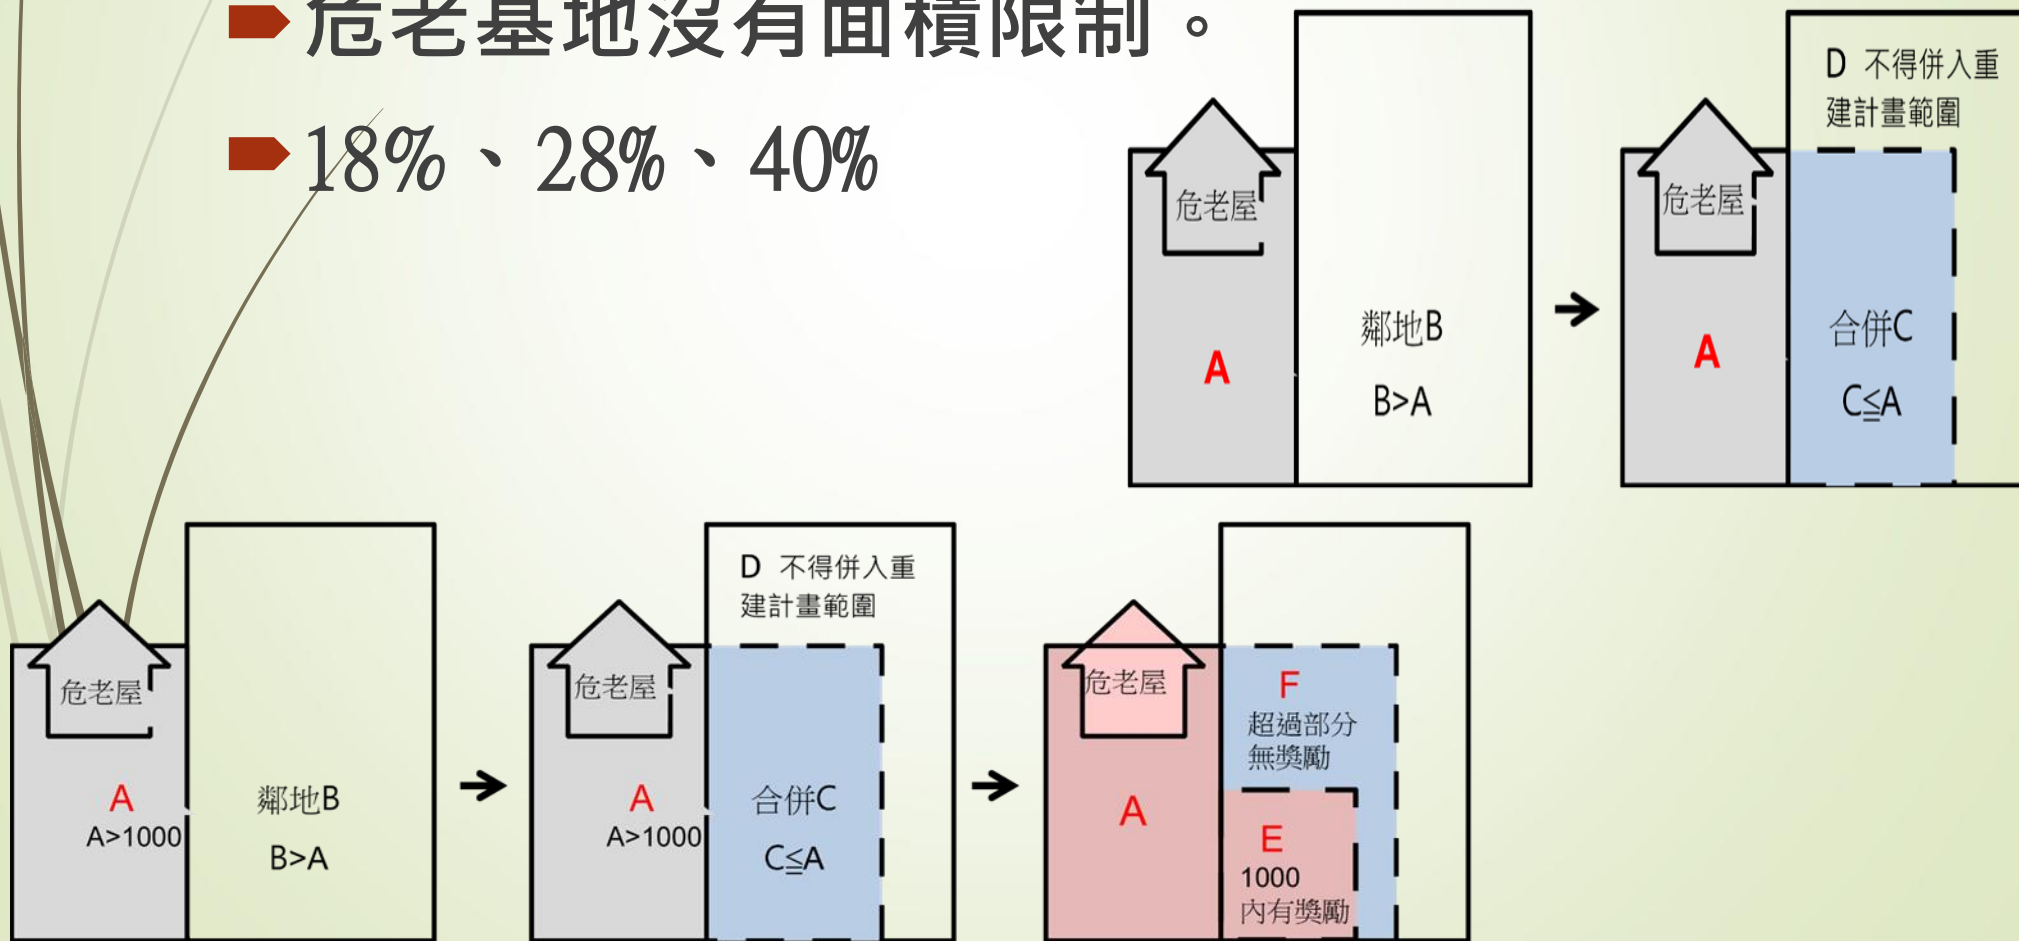 危老基地沒有面積限制。
18%、28%、40%
危老屋
A
鄰地B
B>A
D 不得併入重
建計畫範圍
危老屋
A
合併C
C≦A
危老屋
A
A>1000
鄰地B
B>A
D 不得併入重
建計畫範圍
危老屋
A
A>1000
合併C
C≦A
危老屋
A
F
超過部分
無獎勵
E
1000
內有獎勵